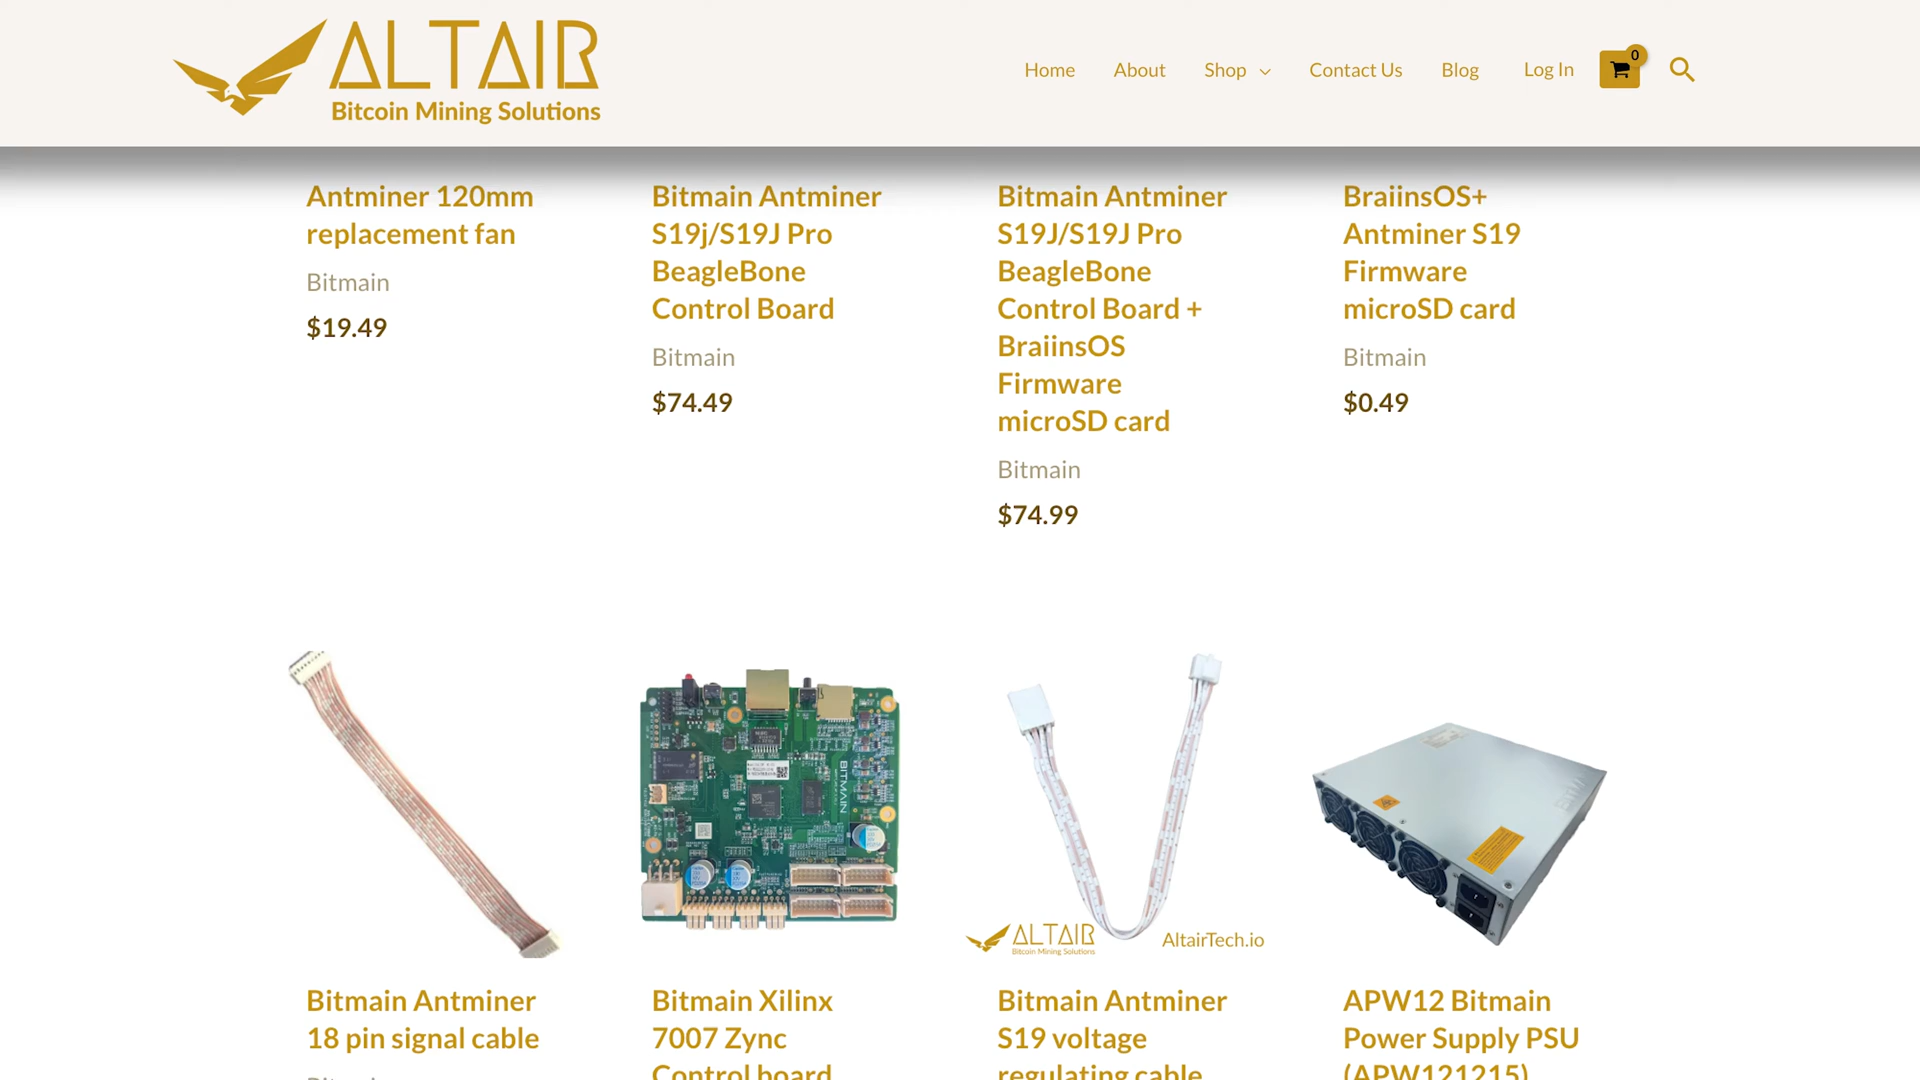 ALTAIR
Bitcoin Mining Solutions
Home
About
Shop
Contact Us
Blog
Log In
0
Antminer 120mm
replacement fan
Bitmain
$19.49
Bitmain Antminer
S19j/S19J Pro
BeagleBone
Control Board
Bitmain
$74.49
Bitmain Antminer
S19J/S19J Pro
BeagleBone
Control Board +
BraiinsOS
Firmware
microSD card
Bitmain
$74.99
BraiinsOS+
Antminer S19
Firmware
microSD card
Bitmain
$0.49
BITMAIN
ALTAIR
Bitcoin Mining Solutions
AltairTech.io
Bitmain Antminer
18 pin signal cable
Bitmain Xilinx
7007 Zync
Control board
Bitmain Antminer
S19 voltage
regulating cable
APW12 Bitmain
Power Supply PSU
(APW121215)